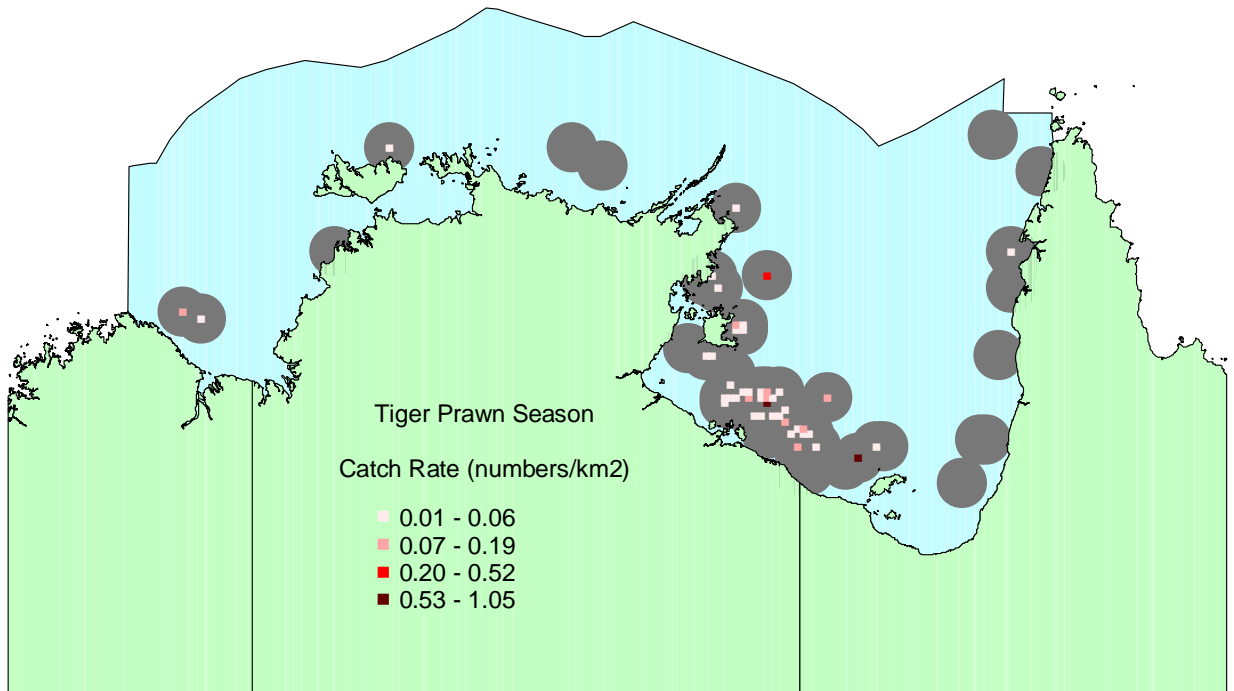 Tiger Prawn Season
Catch Rate (numbers/km2)
0.01 - 0.06
0.07 - 0.19
0.20 - 0.52
0.53 - 1.05